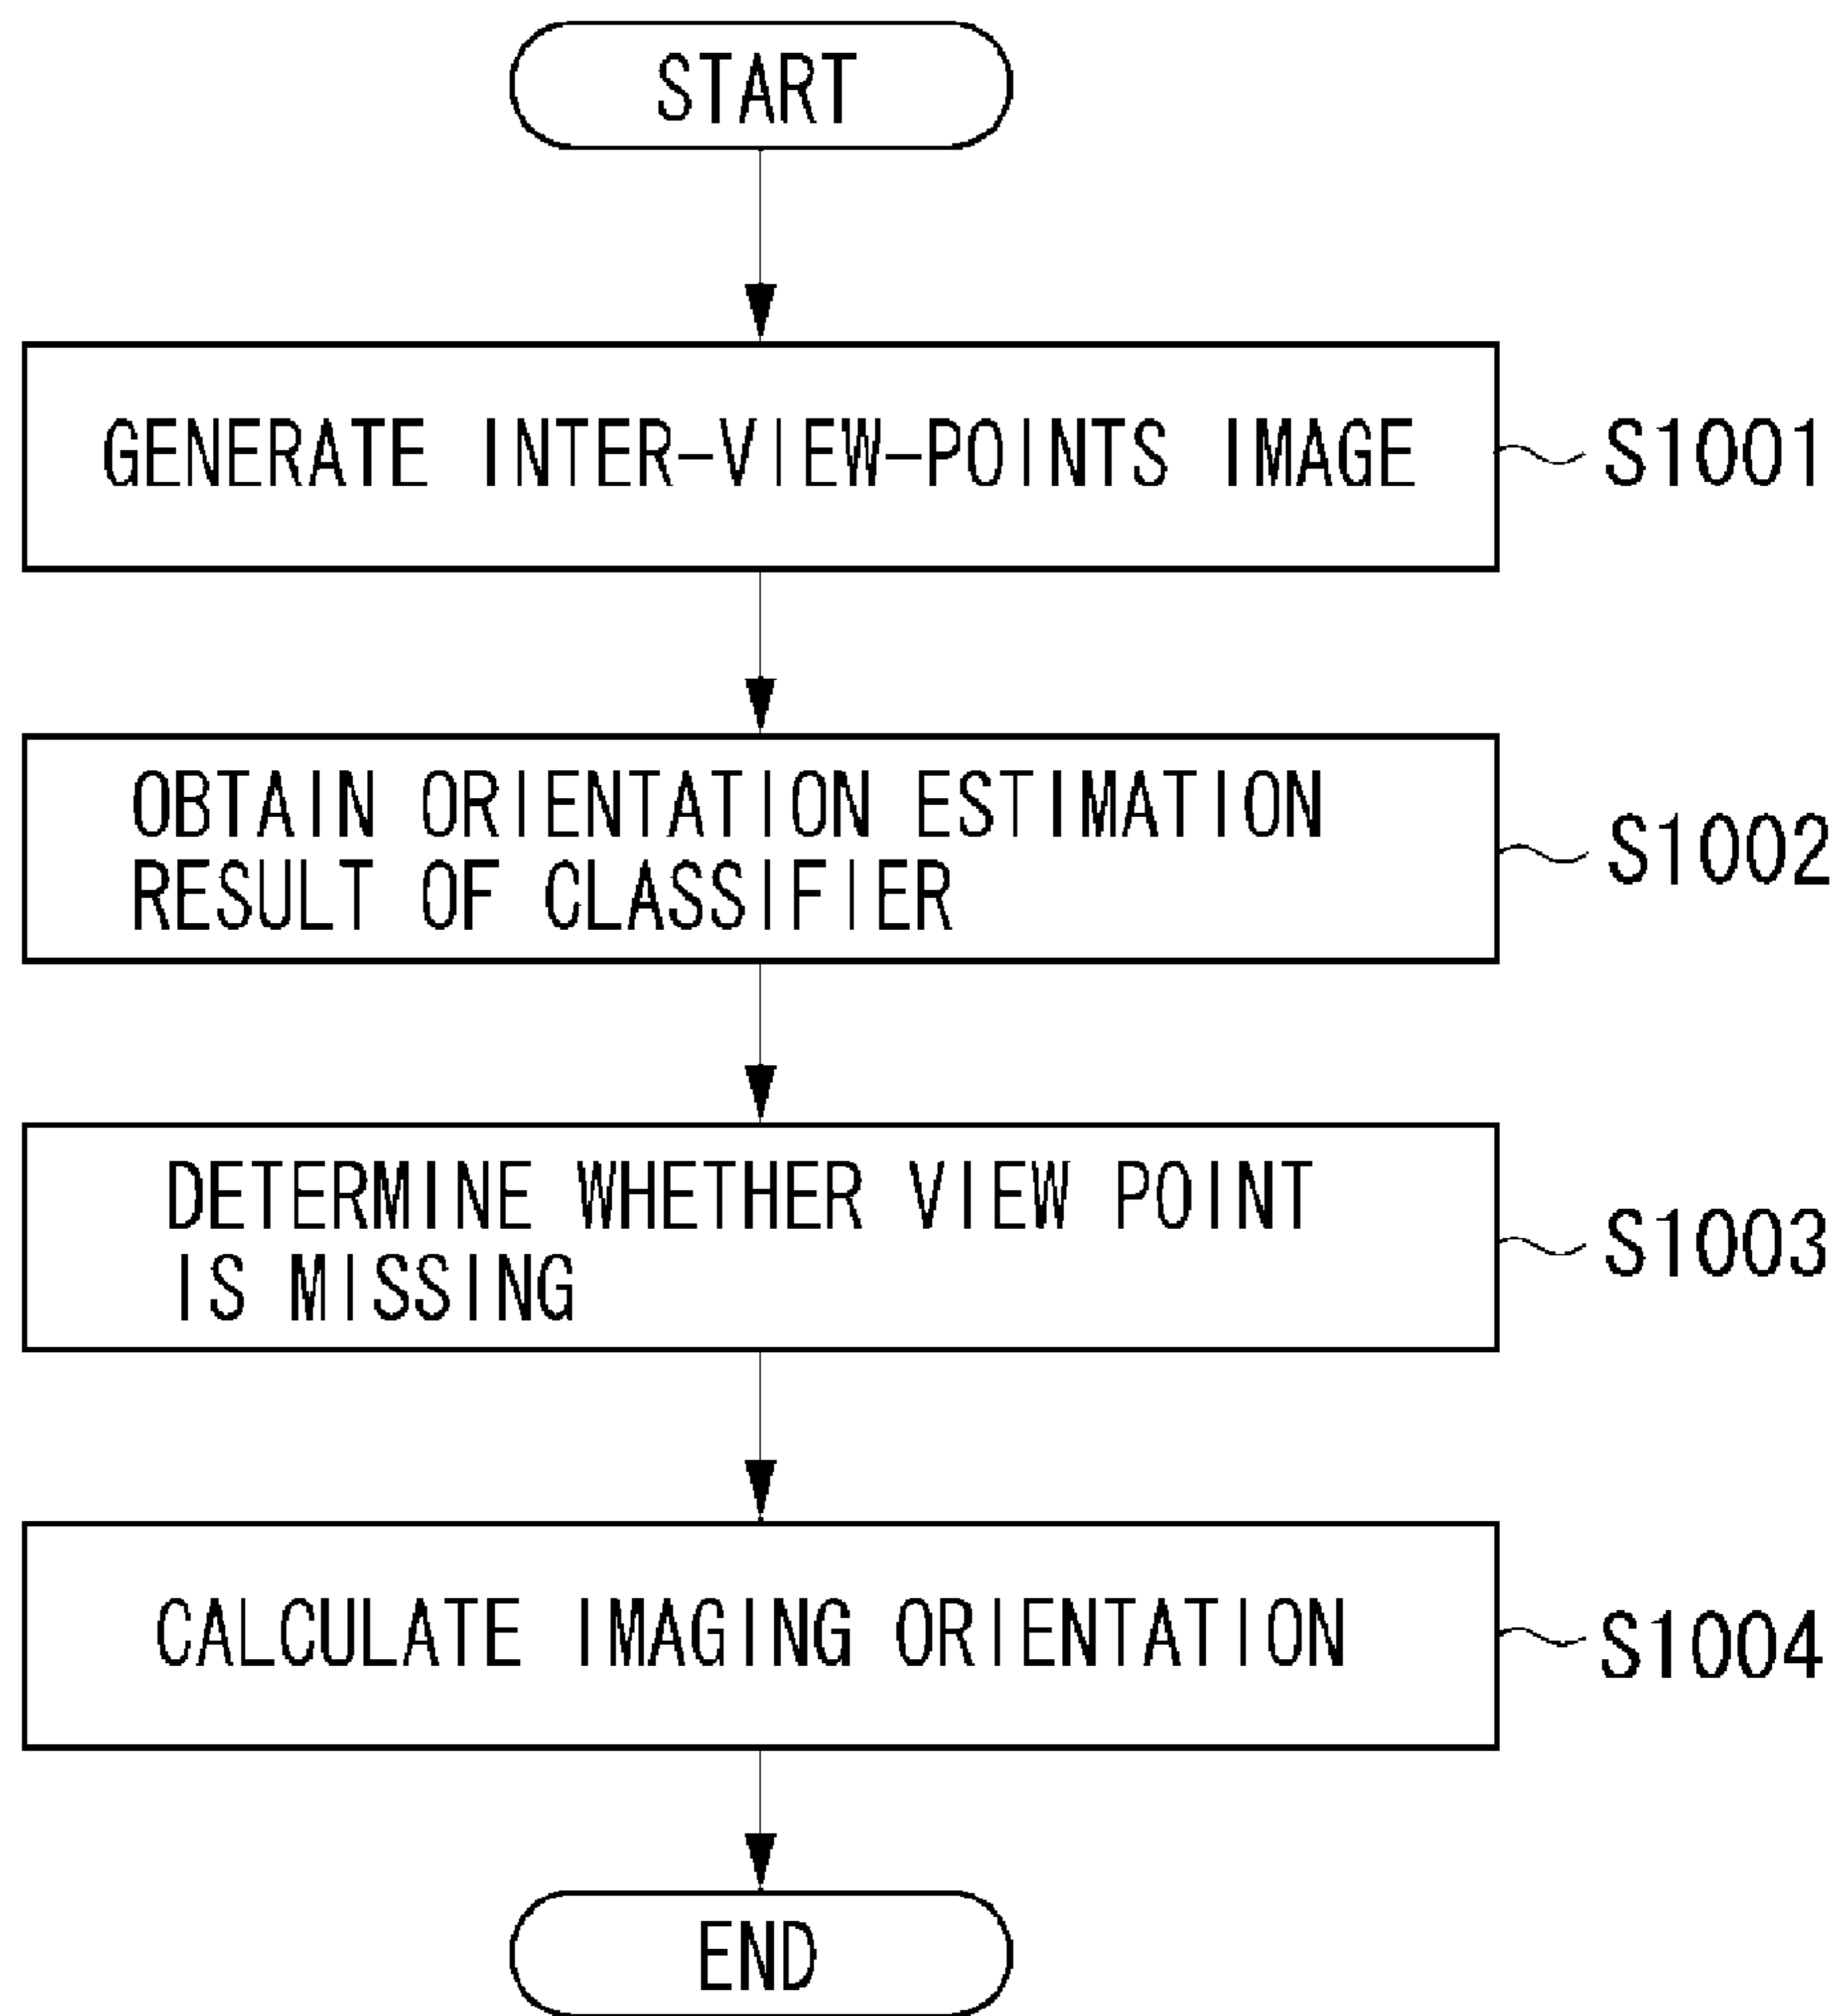 START
GENERATE INTER-VIEW-POINTS IMAGE
S1001
OBTAIN ORIENTATION ESTIMATION
RESULT OF CLASSIFIER
S1002
DETERMINE WHETHER VIEW POINT
IS MISSING
S1003
CALCULATE IMAGING ORIENTATION
S1004
END